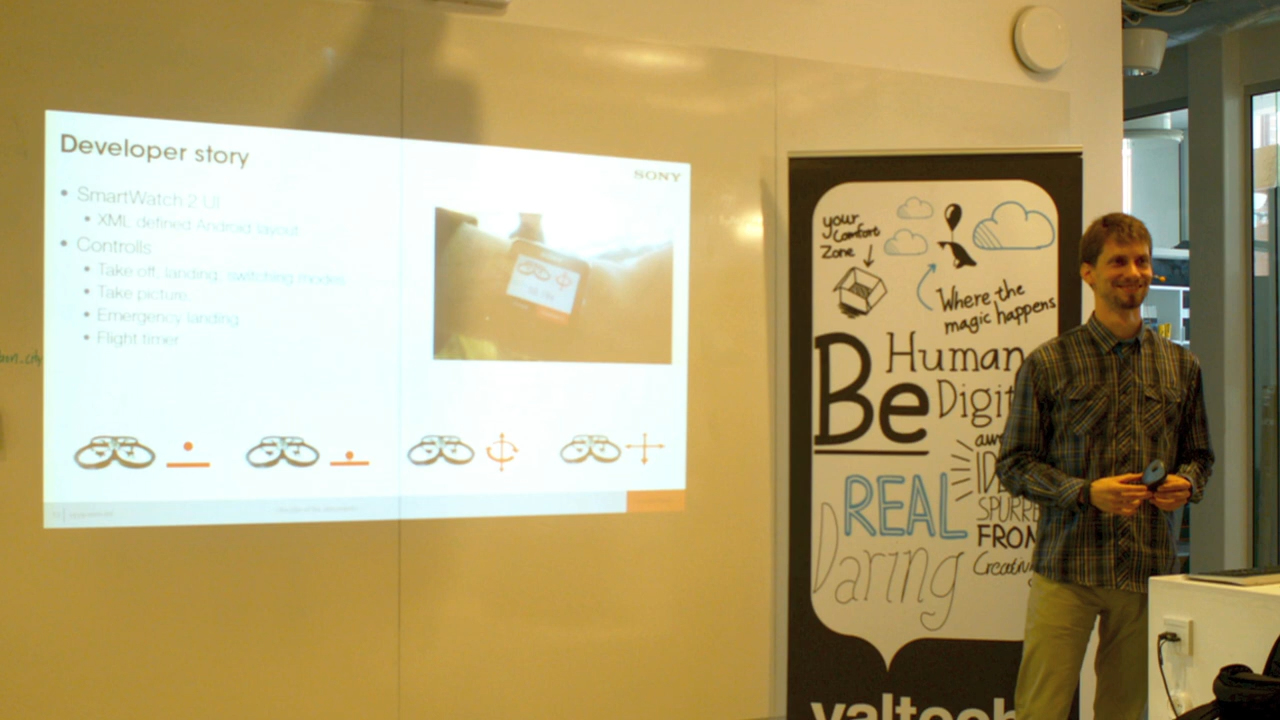 Developer story
SONY
SmartWatch 2 UI
XML defined Android layout
Controlls
Take off, landing, switching modes
Take picture
Emergency landing
Flight timer
your
Comfort
Zone
Where the
magic happens
Be Human
Digit
REAL
SPURRE
FROM
Daring
valtech